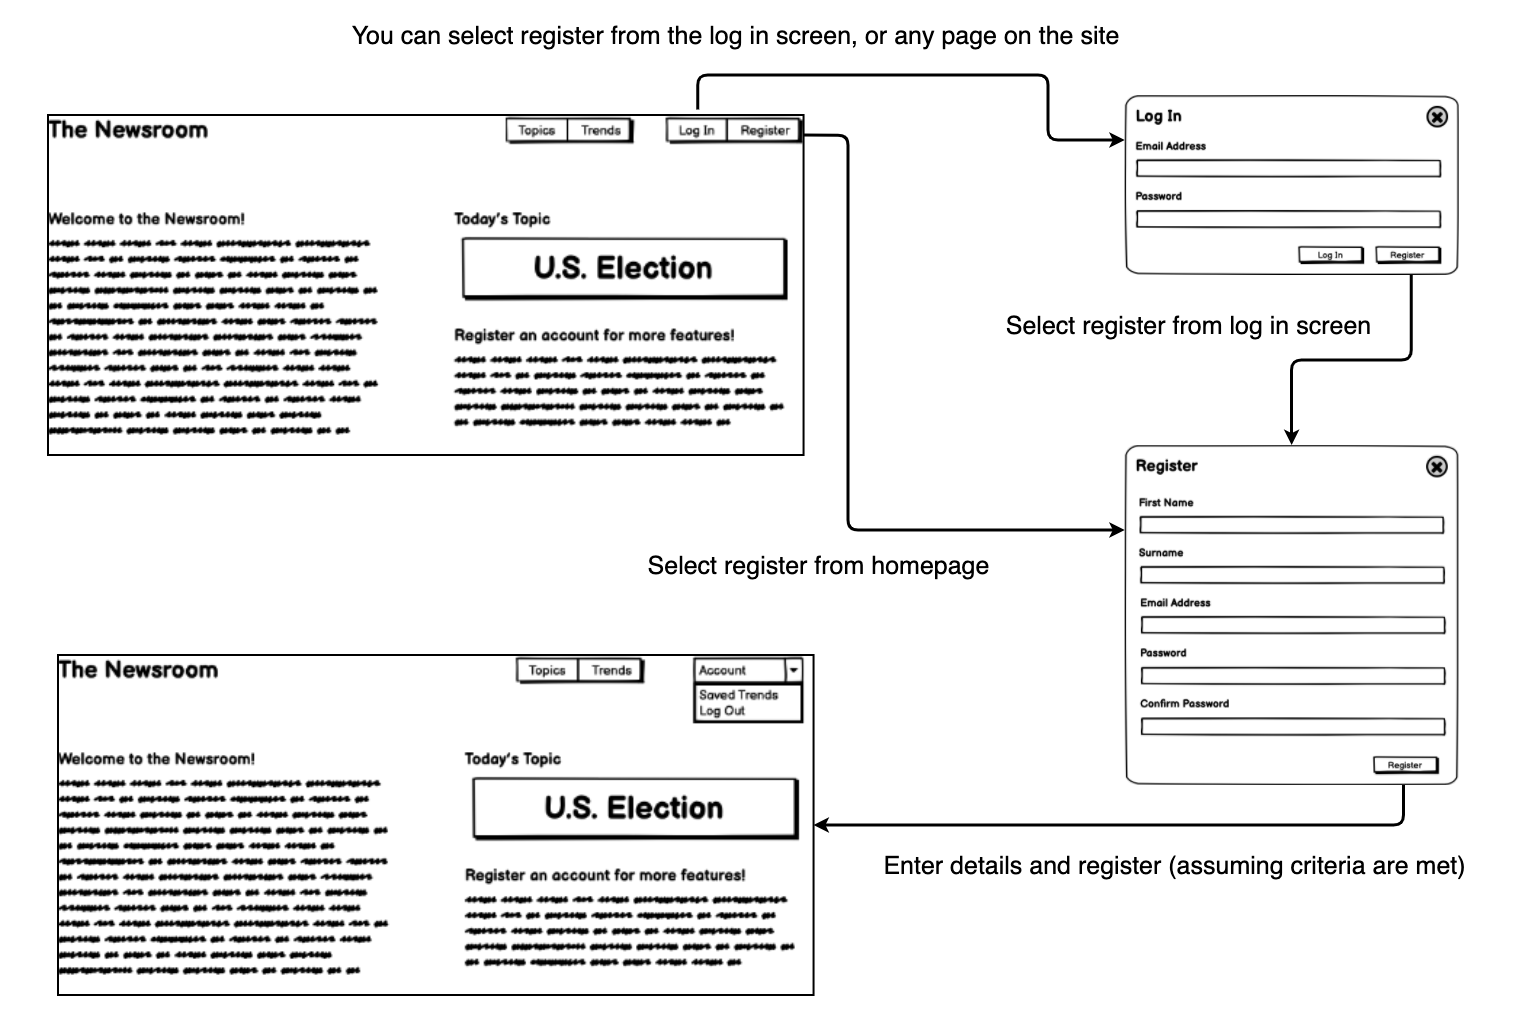 You can select register from the log in screen, or any page on the site
The Newsroom
Topics
Trends
Log In
Register
Welcome to the Newsroom!
Today's Topic
U.S. Election
Register an account for more features!
Log In
Email Address
Password
Log In
Register
Select register from log in screen
Register
First Name
Surname
Email Address
Password
Confirm Password
Register
Select register from homepage
The Newsroom
Topics
Trends
Account
Saved Trends
Log Out
Welcome to the Newsroom!
Today's Topic
U.S. Election
Register an account for more features!
Enter details and register (assuming criteria are met)